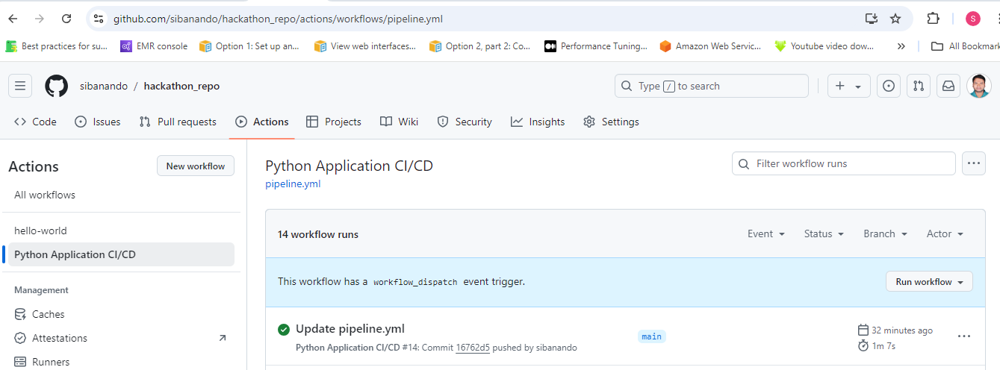 github.com/sibanando/hackathon_repo/actions/workflows/pipeline.yml
S
Best practices for su... EMR console Option 1: Set up an... View web interfaces... Option 2, part 2: Co... Performance Tuning... Amazon Web Servic... Youtube video dow... » All Bookmark
sibanando / hackathon_repo Type / to search
Code Issues Pull requests Actions Projects Wiki Security Insights Settings
Actions New workflow
All workflows
hello-world
Python Application CI/CD
Management
Caches
Attestations
Runners
Python Application CI/CD
pipeline.yml
Filter workflow runs
14 workflow runs Event Status Branch Actor
This workflow has a workflow_dispatch event trigger. Run workflow
Update pipeline.yml
Python Application CI/CD #14: Commit 16762d5 pushed by sibanando
main
32 minutes ago
1m 7s